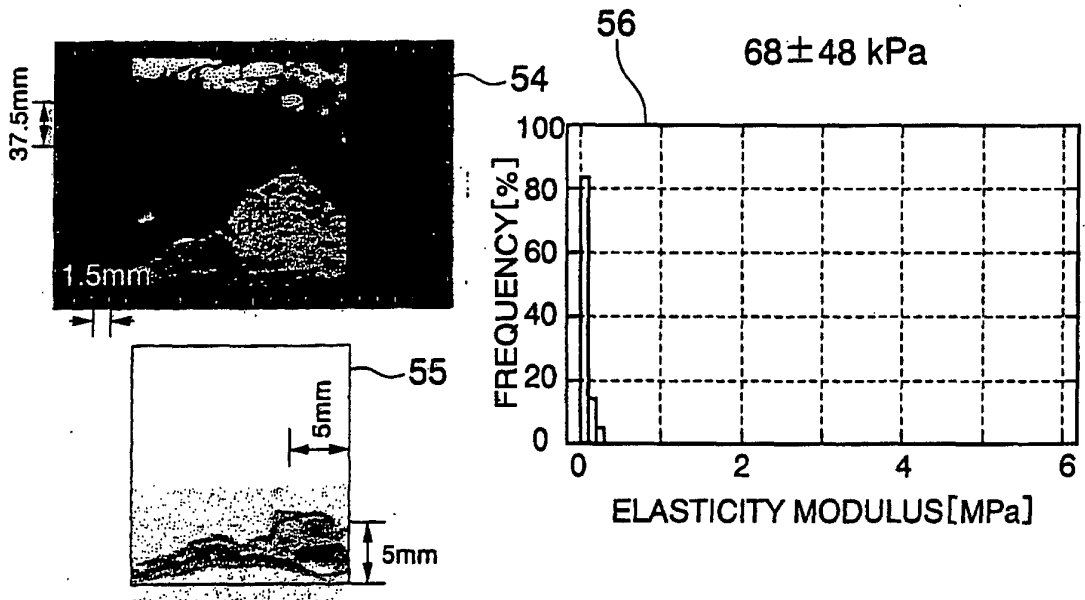 54
37.5mm
1.5mm
55
5mm
5mm
56
68±48 kPa
FREQUENCY[%]
100
80
60
40
20
0
0 2 4 6
ELASTICITY MODULUS[MPa]